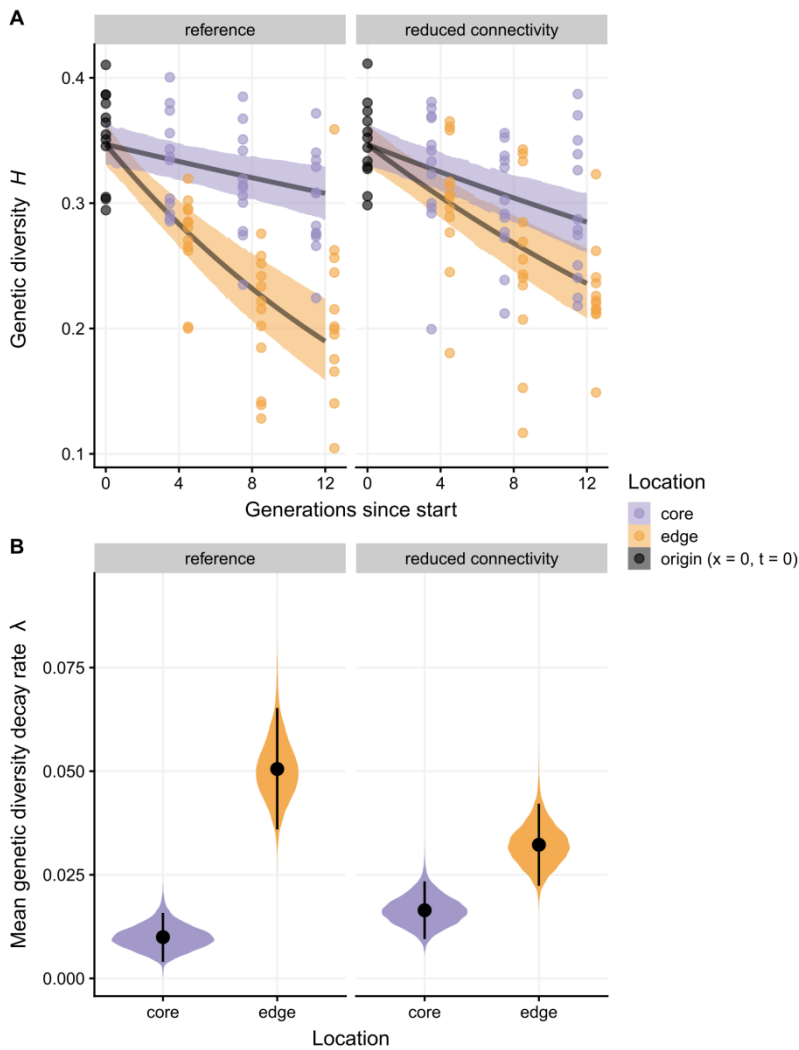 A
reference
reduced connectivity
Genetic diversity H
0.4
0.3
0.2
0.1
0 4 8 12 0 4 8 12
Generations since start
Location
core
edge
origin (x = 0, t = 0)
B
reference
reduced connectivity
Mean genetic diversity decay rate λ
0.075
0.050
0.025
0.000
core edge core edge
Location